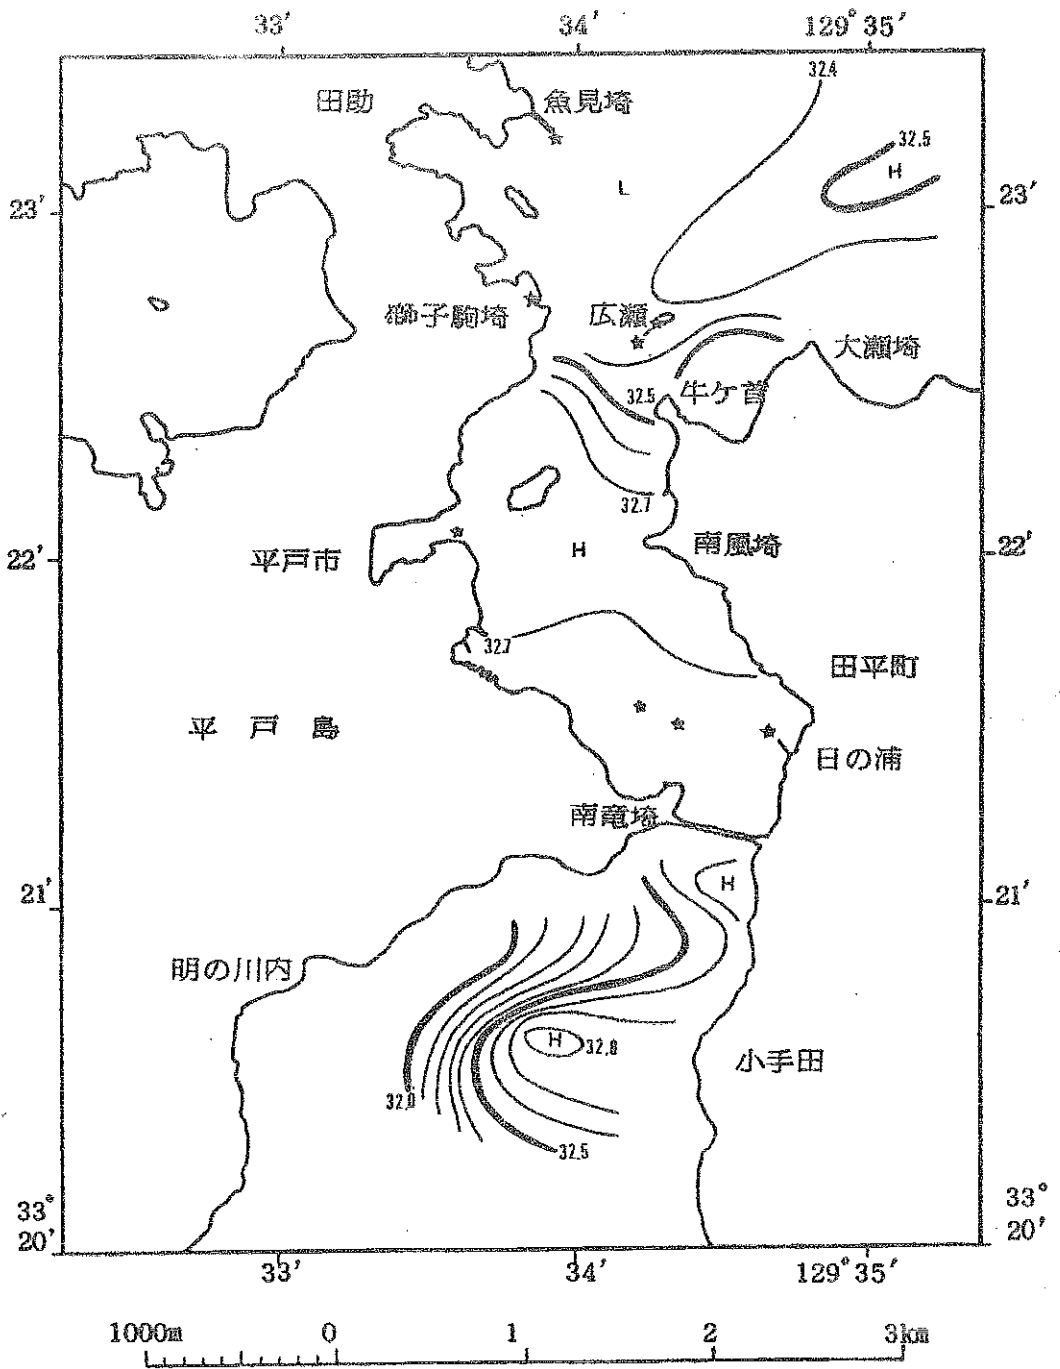 33' 34' 129°35'
32.4
田助 魚見埼
32.5
H
L
23' 23'
獅子駒埼 広瀬
大瀬埼
32.5 牛ケ首
32.7
22' 平戸市 H 南風埼 22'
32.7
田平町
平戸島
日の浦
南竜埼
H
21' 21'
明の川内
H 32.8
小手田
32.0
32.5
33° 33°
20' 20'
33' 34' 129°35'
1000m 0 1 2 3km